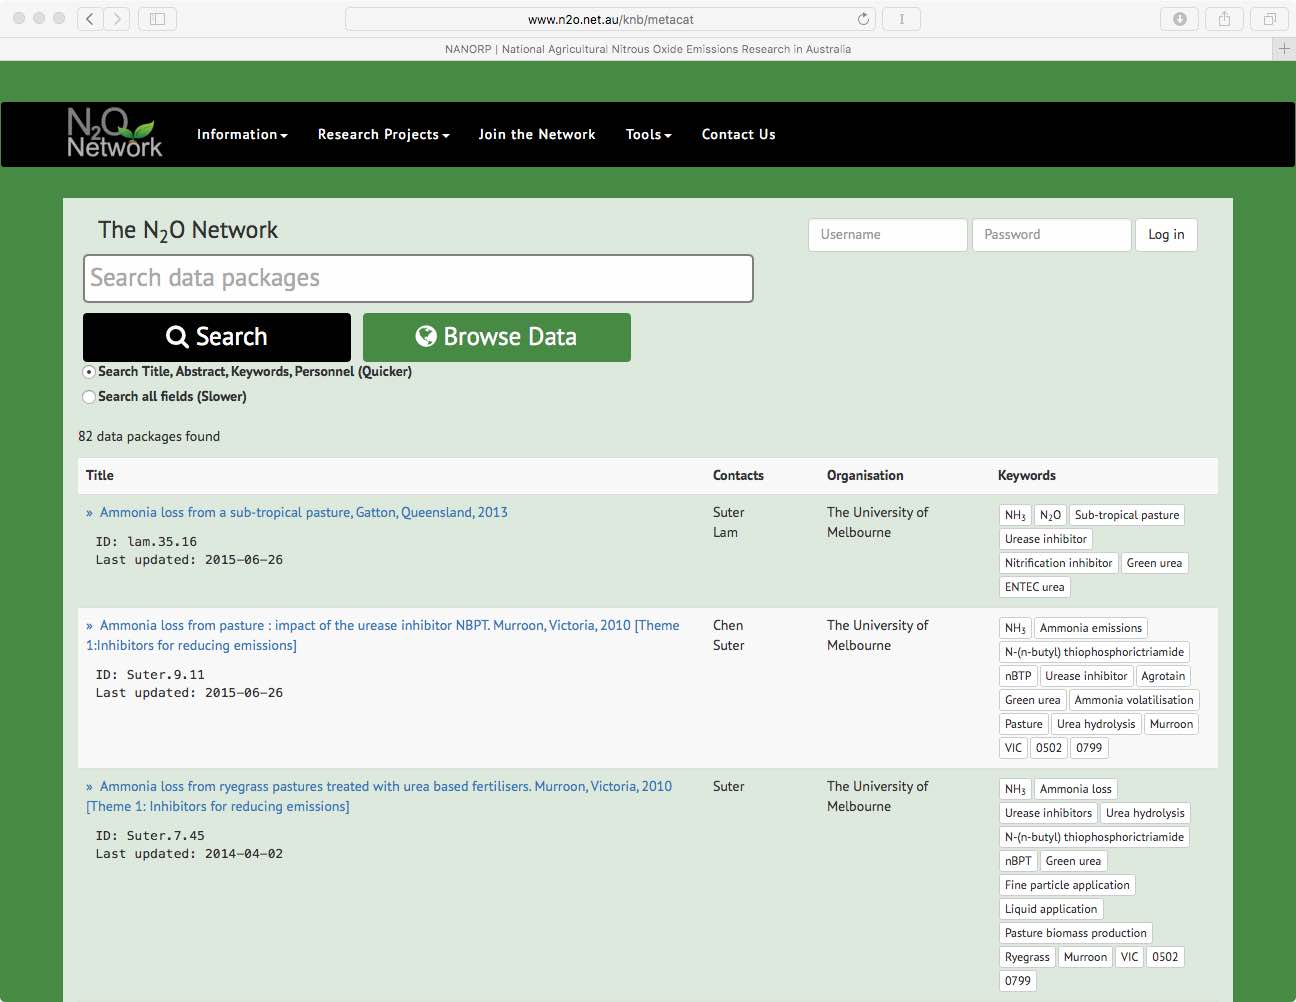 www.n2o.net.au/knb/metacat
NANORP | National Agricultural Nitrous Oxide Emissions Research in Australia
N2O Network
Information
Research Projects
Join the Network
Tools
Contact Us
The N2O Network
Username
Password
Log in
Search data packages
Search
Browse Data
Search Title, Abstract, Keywords, Personnel (Quicker)
Search all fields (Slower)
82 data packages found
Title
Contacts
Organisation
Keywords
» Ammonia loss from a sub-tropical pasture, Gatton, Queensland, 2013
ID: lam.35.16
Last updated: 2015-06-26
Suter
Lam
The University of
Melbourne
NH3 N2O Sub-tropical pasture
Urease inhibitor
Nitrification inhibitor Green urea
ENTEC urea
» Ammonia loss from pasture : impact of the urease inhibitor NBPT. Murroon, Victoria, 2010 [Theme
1:Inhibitors for reducing emissions]
ID: Suter.9.11
Last updated: 2015-06-26
Chen
Suter
The University of
Melbourne
NH3 Ammonia emissions
N-(n-butyl) thiophosphorictriamide
nBTP Urease inhibitor Agrotain
Green urea Ammonia volatilisation
Pasture Urea hydrolysis Murroon
VIC 0502 0799
» Ammonia loss from ryegrass pastures treated with urea based fertilisers. Murroon, Victoria, 2010
[Theme 1: Inhibitors for reducing emissions]
ID: Suter.7.45
Last updated: 2014-04-02
Suter
The University of
Melbourne
NH3 Ammonia loss
Urease inhibitors Urea hydrolysis
N-(n-butyl) thiophosphorictriamide
nBPT Green urea
Fine particle application
Liquid application
Pasture biomass production
Ryegrass Murroon VIC 0502
0799